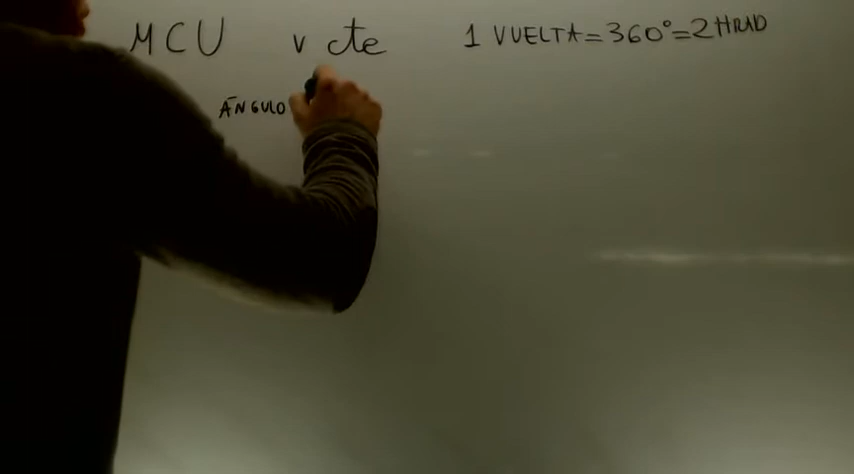 MCU v cte 1 VUELTA=360°=2πRAD
ÁNGULO